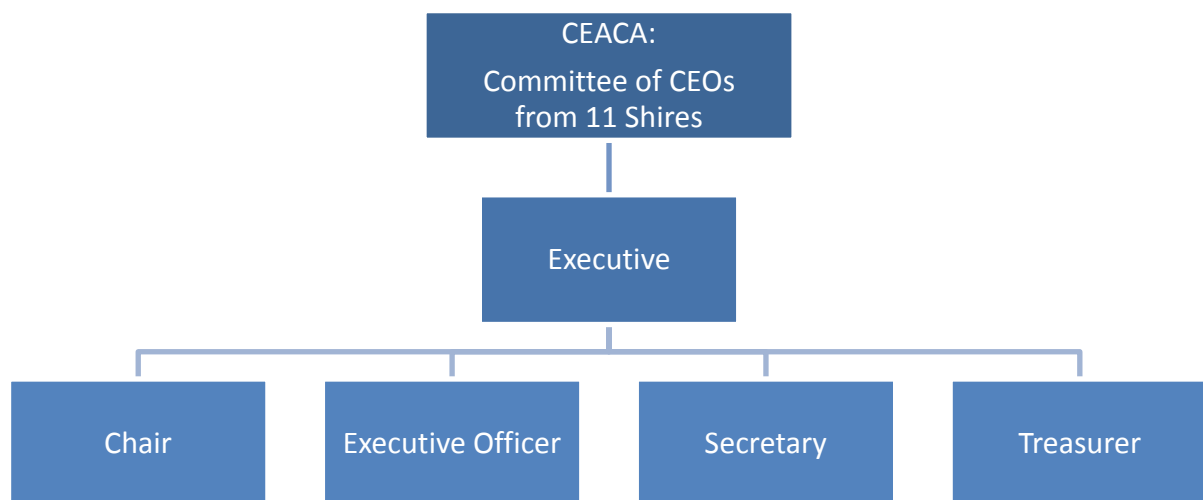 CEACA:
Committee of CEOs
from 11 Shires
Executive
Chair
Executive Officer
Secretary
Treasurer